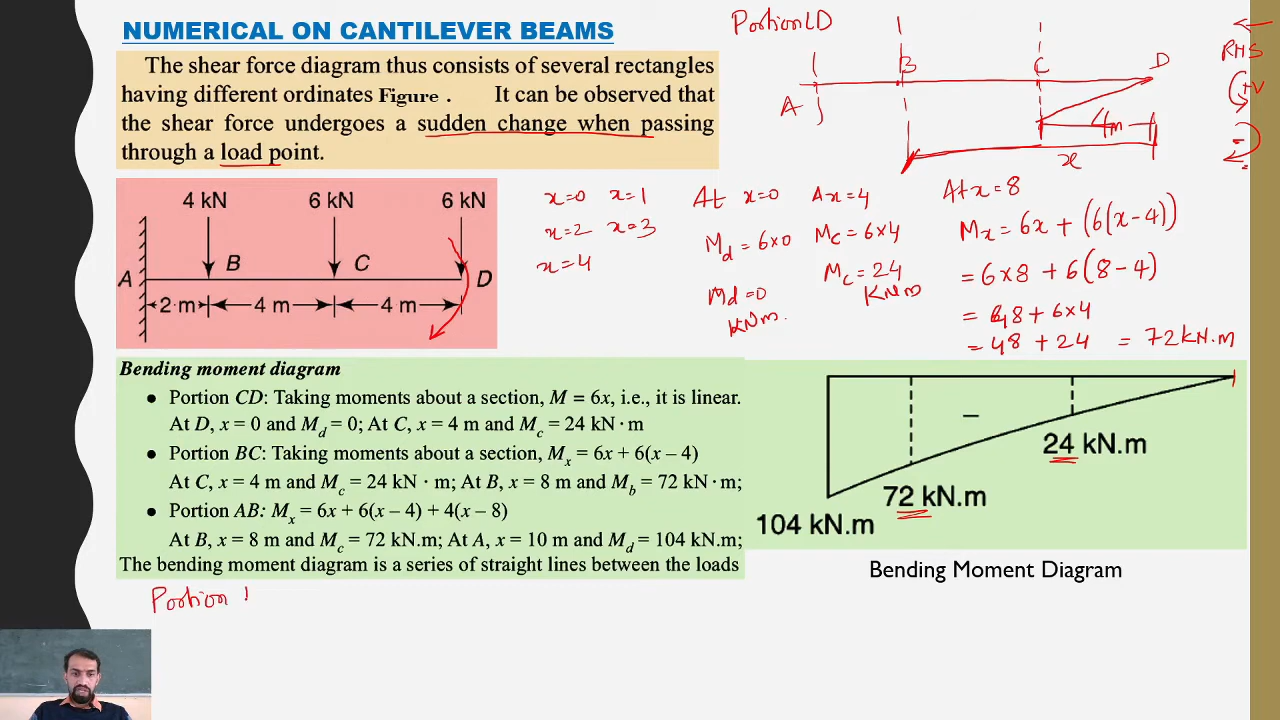 NUMERICAL ON CANTILEVER BEAMS
The shear force diagram thus consists of several rectangles
having different ordinates Figure . It can be observed that
the shear force undergoes a sudden change when passing
through a load point.
4 kN 6 kN 6 kN
A B C D
2 m 4 m 4 m
x=0 x=1
x=2 x=3
x=4
Portion CD
A B C D
4m
x
RHS
+v
-
At x=0
Md = 6×0
Md =0
KNm.
Ax=4
Mc = 6×4
Mc = 24
KNm
At x = 8
Mx = 6x + (6(x-4))
= 6×8 + 6(8-4)
= 48 + 6×4
= 48 + 24 = 72kN.m
Bending moment diagram
• Portion CD: Taking moments about a section, M = 6x, i.e., it is linear.
At D, x = 0 and Md = 0; At C, x = 4 m and Mc = 24 kN · m
• Portion BC: Taking moments about a section, Mx = 6x + 6(x – 4)
At C, x = 4 m and Mc = 24 kN · m; At B, x = 8 m and Mb = 72 kN·m;
• Portion AB: Mx = 6x + 6(x – 4) + 4(x – 8)
At B, x = 8 m and Mc = 72 kN.m; At A, x = 10 m and Md = 104 kN.m;
The bending moment diagram is a series of straight lines between the loads
–
24 kN.m
72 kN.m
104 kN.m
Bending Moment Diagram
Portion